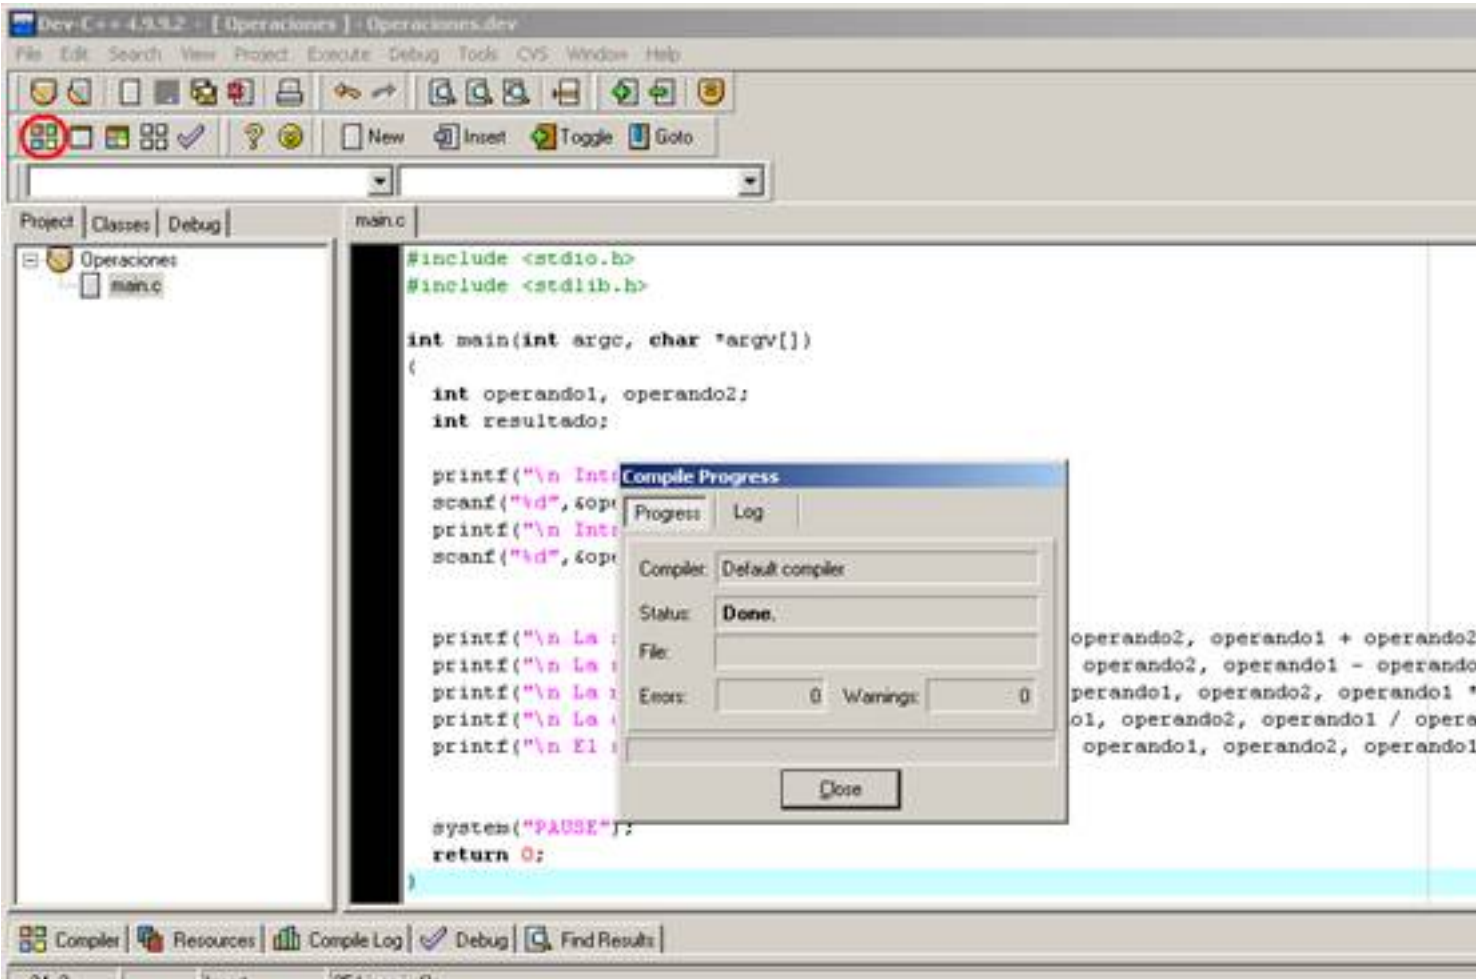 Dev-C++ 4.9.9.2 - [ Operaciones ] - Operaciones.dev
File Edit Search View Project Execute Debug Tools CVS Window Help
New Insert Toggle Goto
Project Classes Debug
main.c
Operaciones
main.c
#include <stdio.h>
#include <stdlib.h>
int main(int argc, char *argv[])
{
int operando1, operando2;
int resultado;
printf("\n Int
scanf("%d",&ope
printf("\n Int
scanf("%d",&ope
printf("\n La operando2, operando1 + operando2
printf("\n La operando2, operando1 - operando
printf("\n La perando1, operando2, operando1 *
printf("\n La o1, operando2, operando1 / opera
printf("\n El operando1, operando2, operando1
system("PAUSE");
return 0;
}
Compile Progress
Progress Log
Compiler: Default compiler
Status: Done.
File:
Errors: 0 Warnings: 0
Close
Compiler Resources Compile Log Debug Find Results